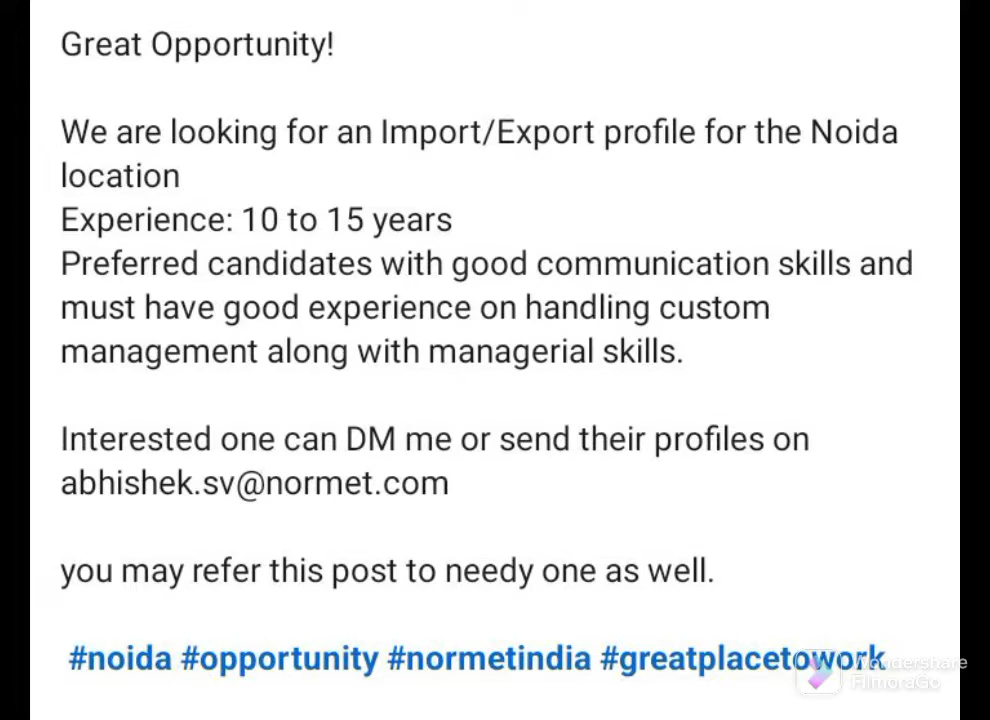 Great Opportunity!
We are looking for an Import/Export profile for the Noida
location
Experience: 10 to 15 years
Preferred candidates with good communication skills and
must have good experience on handling custom
management along with managerial skills.
Interested one can DM me or send their profiles on
abhishek.sv@normet.com
you may refer this post to needy one as well.
#noida #opportunity #normetindia #greatplacetowork
Wondershare
FilmoraGo